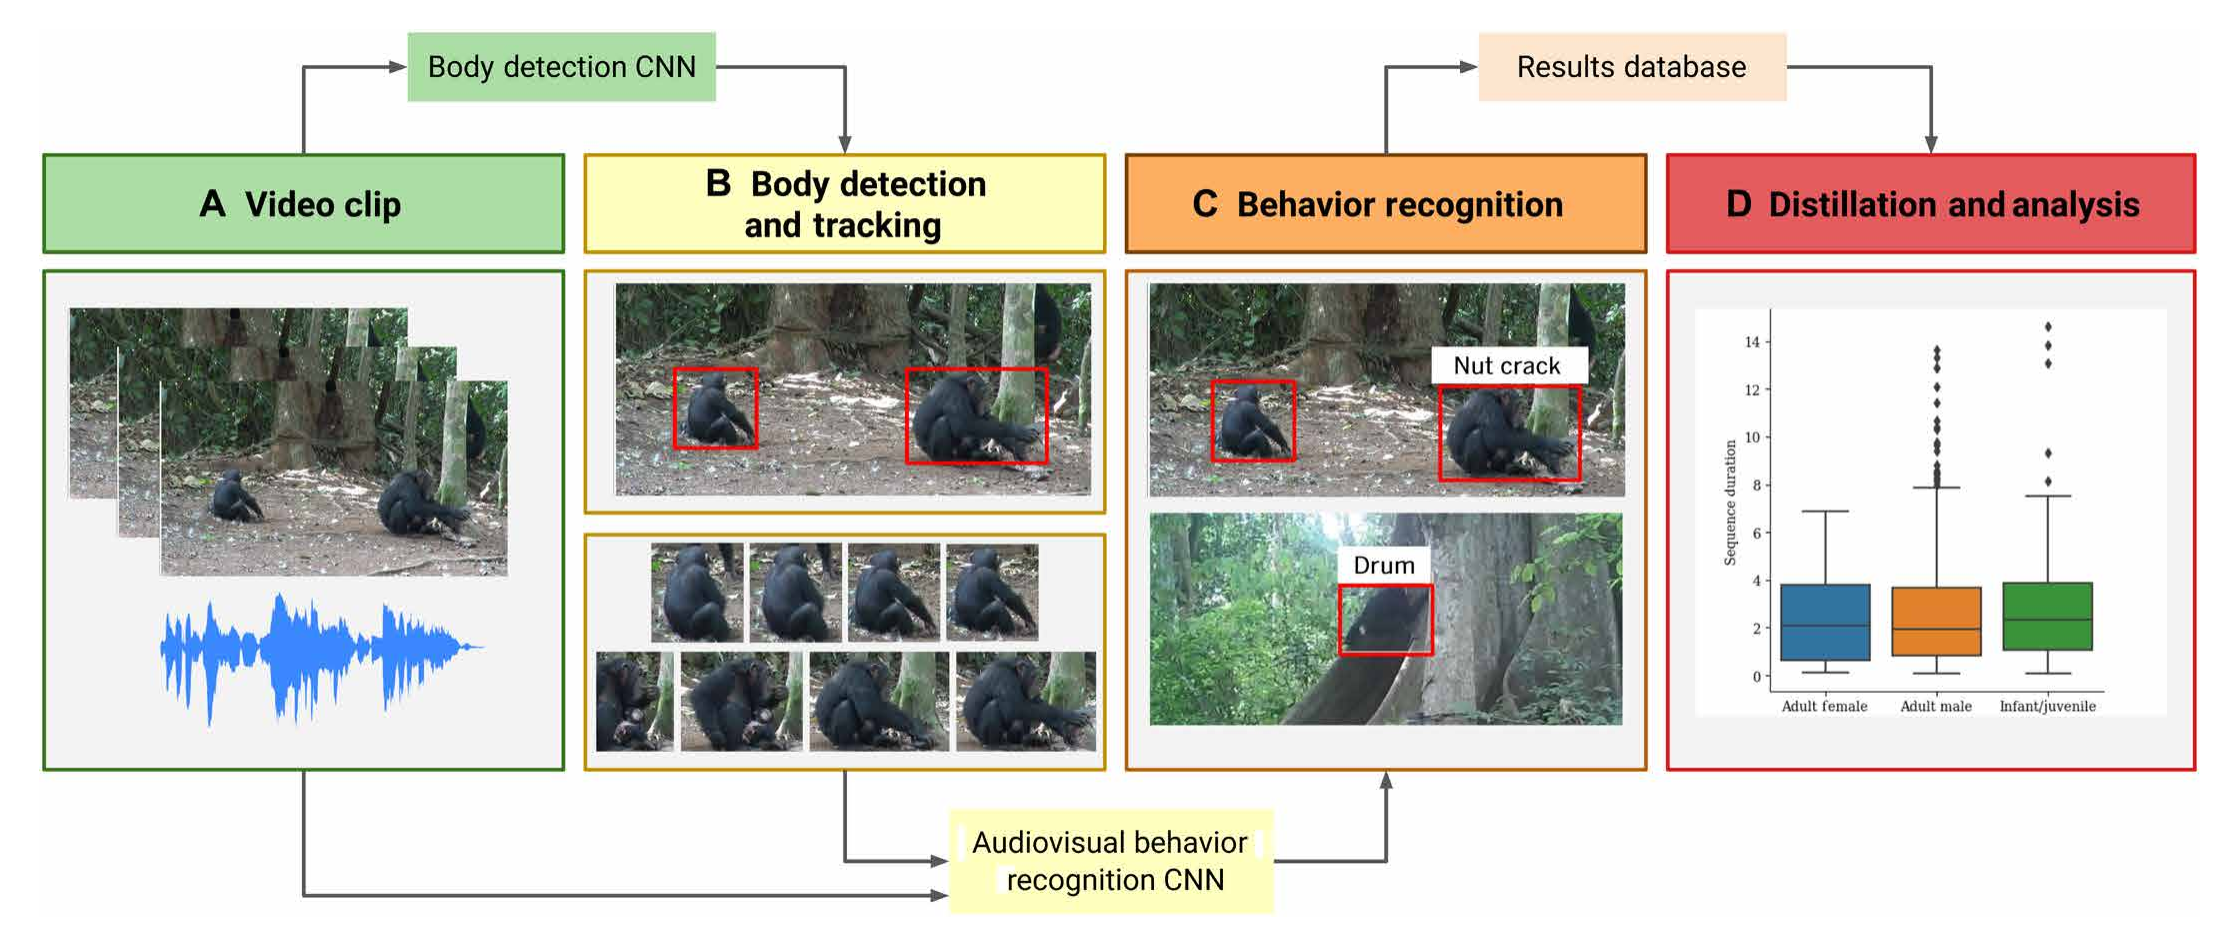 Body detection CNN
Results database
A Video clip
B Body detection
and tracking
C Behavior recognition
D Distillation and analysis
Nut crack
Drum
Sequence duration
14
12
10
8
6
4
2
0
Adult female
Adult male
Infant/juvenile
Audiovisual behavior
recognition CNN